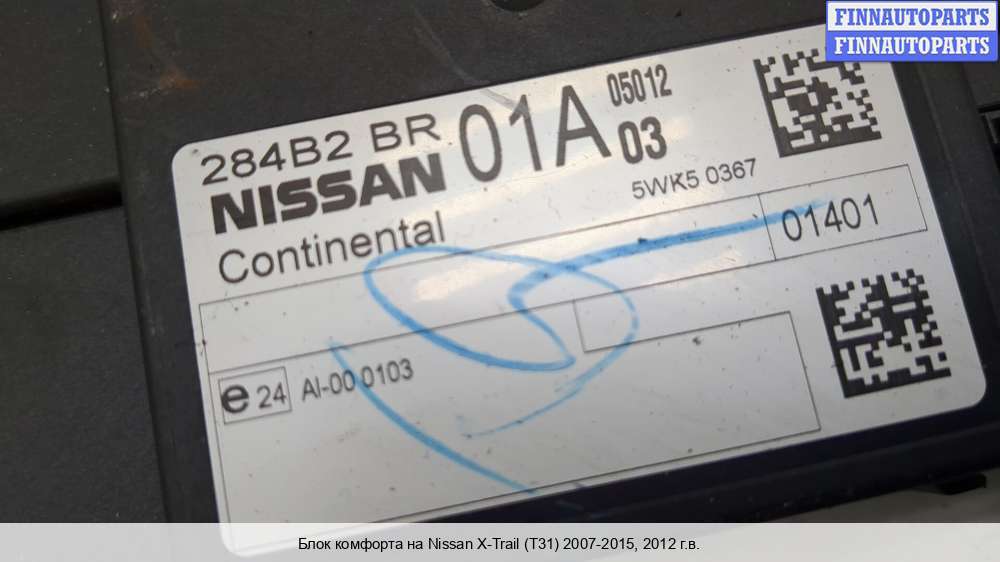 FINNAUTOPARTS
FINNAUTOPARTS
284B2 BR 01A 05012
NISSAN 03
Continental 5WK5 0367
01401
e 24 AI-00 0103
Блок комфорта на Nissan X-Trail (T31) 2007-2015, 2012 г.в.